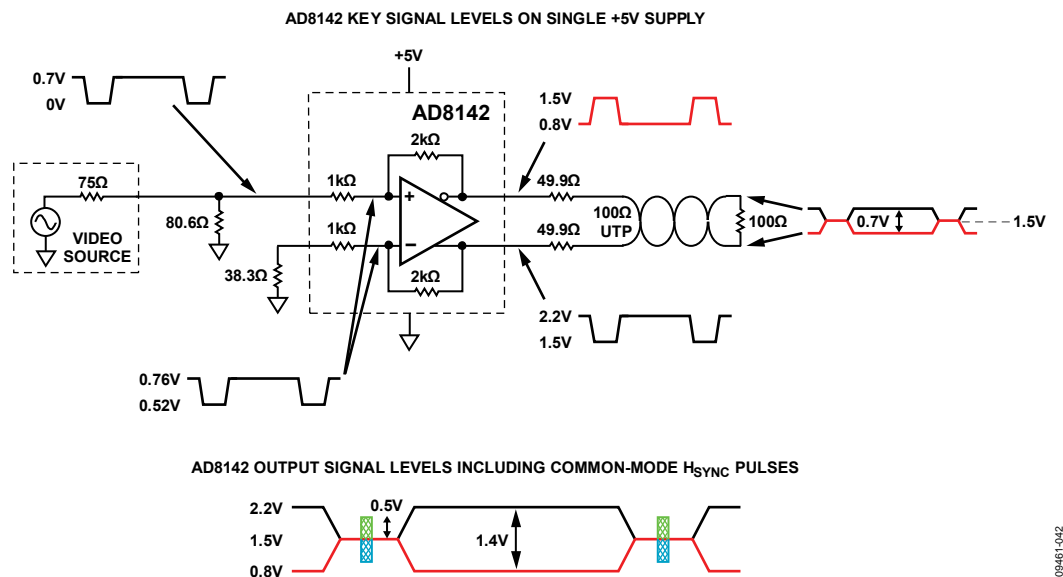 AD8142 KEY SIGNAL LEVELS ON SINGLE +5V SUPPLY
+5V
0.7V
0V
AD8142
1.5V
0.8V
2kΩ
75Ω
1kΩ
49.9Ω
80.6Ω
VIDEO
SOURCE
+
1kΩ
–
38.3Ω
2kΩ
49.9Ω
100Ω
UTP
100Ω
0.7V
1.5V
2.2V
1.5V
0.76V
0.52V
AD8142 OUTPUT SIGNAL LEVELS INCLUDING COMMON-MODE HSYNC PULSES
2.2V
0.5V
1.5V
1.4V
0.8V
09461-042